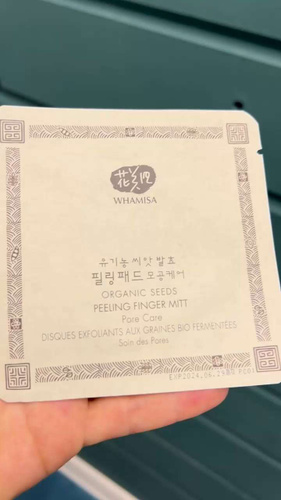 花美水
WHAMISA
유기농 씨앗 발효
필링패드 모공케어
ORGANIC SEEDS
PEELING FINGER MITT
Pore Care
DISQUES EXFOLIANTS AUX GRAINES BIO FERMENTÉES
Soin des Pores